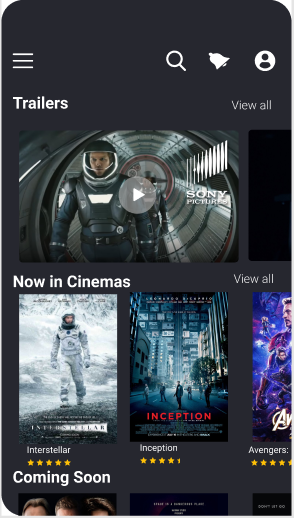 Trailers
View all
SONY
PICTURES
Now in Cinemas
View all
INTERSTELLAR
LEONARDO DICAPRIO
INCEPTION
Interstellar
Inception
Avengers:
Coming Soon